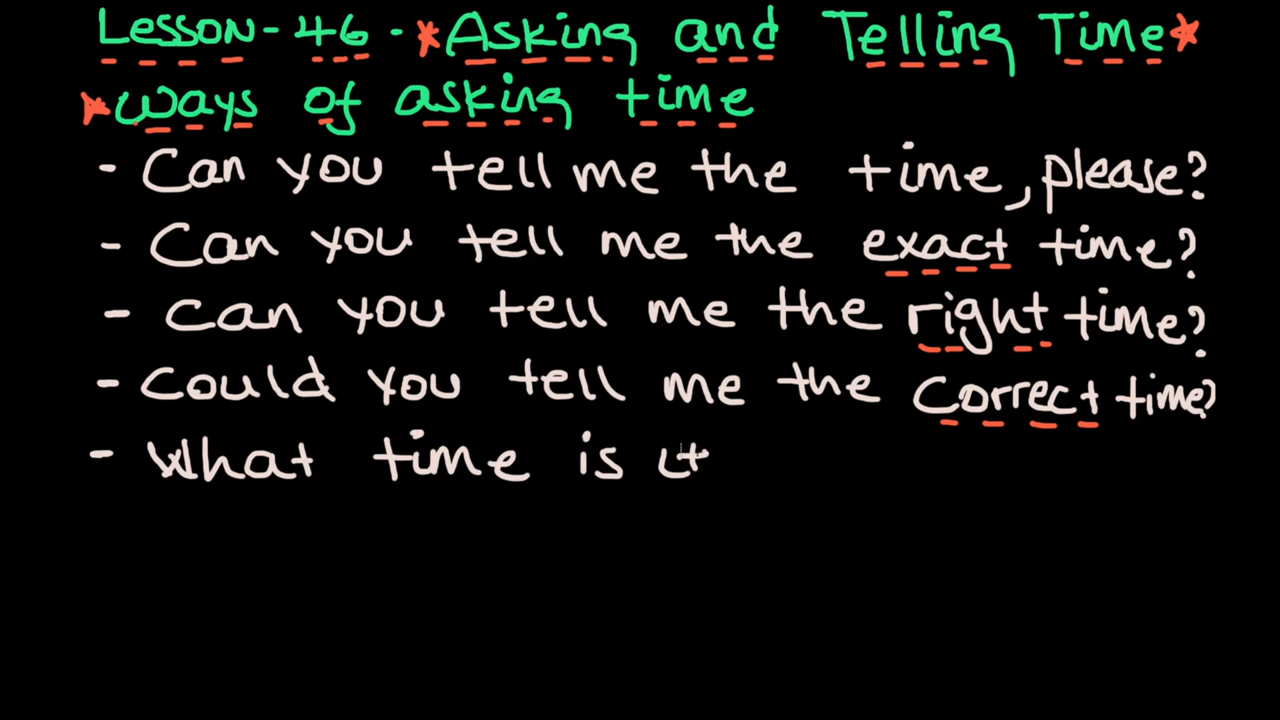 Lesson-46-*Asking and Telling Time*
*Ways of asking time
- Can you tell me the time, please?
- Can you tell me the exact time?
- Can you tell me the right time?
- Could you tell me the correct time?
- What time is it